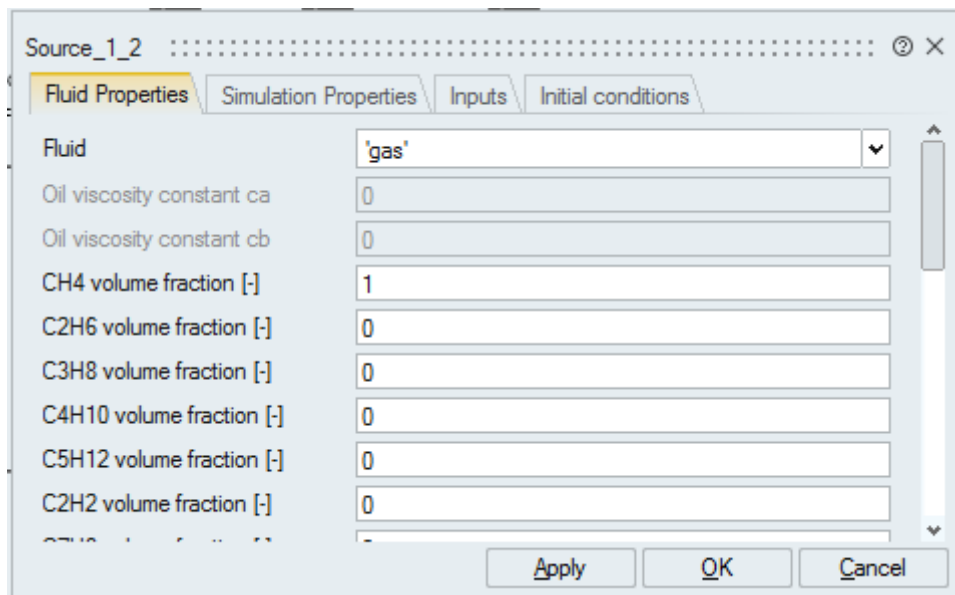 Source_1_2
Fluid Properties Simulation Properties Inputs Initial conditions
Fluid 'gas'
Oil viscosity constant ca 0
Oil viscosity constant cb 0
CH4 volume fraction [-] 1
C2H6 volume fraction [-] 0
C3H8 volume fraction [-] 0
C4H10 volume fraction [-] 0
C5H12 volume fraction [-] 0
C2H2 volume fraction [-] 0
Apply OK Cancel